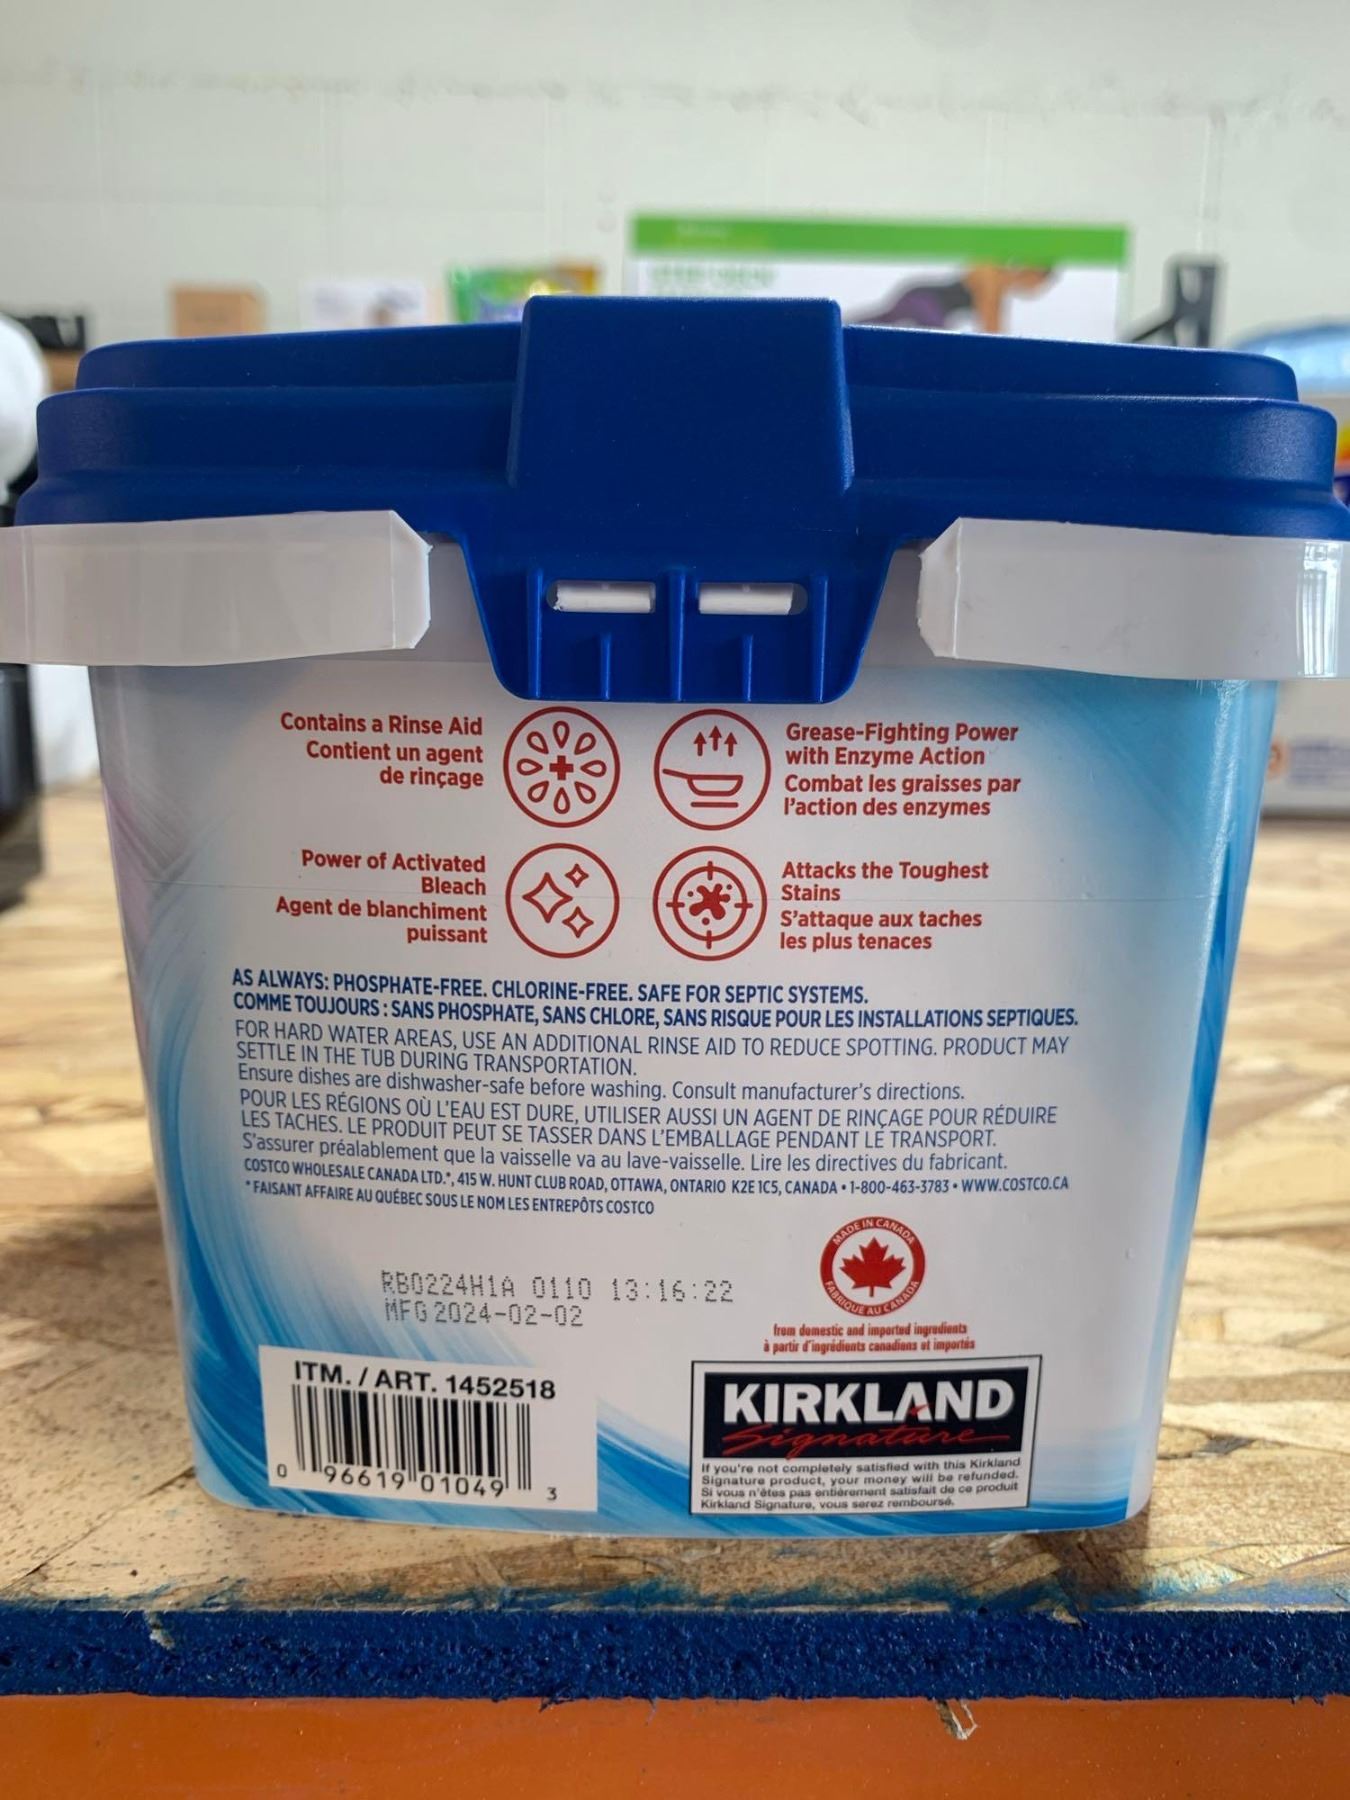 Contains a Rinse Aid
Contient un agent
de rinçage
Grease-Fighting Power
with Enzyme Action
Combat les graisses par
l'action des enzymes
Power of Activated
Bleach
Agent de blanchiment
puissant
Attacks the Toughest
Stains
S'attaque aux taches
les plus tenaces
AS ALWAYS: PHOSPHATE-FREE. CHLORINE-FREE. SAFE FOR SEPTIC SYSTEMS.
COMME TOUJOURS : SANS PHOSPHATE, SANS CHLORE, SANS RISQUE POUR LES INSTALLATIONS SEPTIQUES.
FOR HARD WATER AREAS, USE AN ADDITIONAL RINSE AID TO REDUCE SPOTTING. PRODUCT MAY
SETTLE IN THE TUB DURING TRANSPORTATION.
Ensure dishes are dishwasher-safe before washing. Consult manufacturer's directions.
POUR LES RÉGIONS OÙ L'EAU EST DURE, UTILISER AUSSI UN AGENT DE RINÇAGE POUR RÉDUIRE
LES TACHES. LE PRODUIT PEUT SE TASSER DANS L'EMBALLAGE PENDANT LE TRANSPORT.
S'assurer préalablement que la vaisselle va au lave-vaisselle. Lire les directives du fabricant.
COSTCO WHOLESALE CANADA LTD.*, 415 W. HUNT CLUB ROAD, OTTAWA, ONTARIO K2E 1C5, CANADA • 1-800-463-3783 • WWW.COSTCO.CA
* FAISANT AFFAIRE AU QUÉBEC SOUS LE NOM LES ENTREPÔTS COSTCO
MADE IN CANADA
FABRIQUÉ AU CANADA
from domestic and imported ingredients
à partir d'ingrédients canadiens et importés
RB0224H1A 0110 13:16:22
MFG 2024-02-02
ITM. / ART. 1452518
0 96619 01049 3
KIRKLAND
Signature
If you're not completely satisfied with this Kirkland
Signature product, your money will be refunded.
Si vous n'êtes pas entièrement satisfait de ce produit
Kirkland Signature, vous serez remboursé.